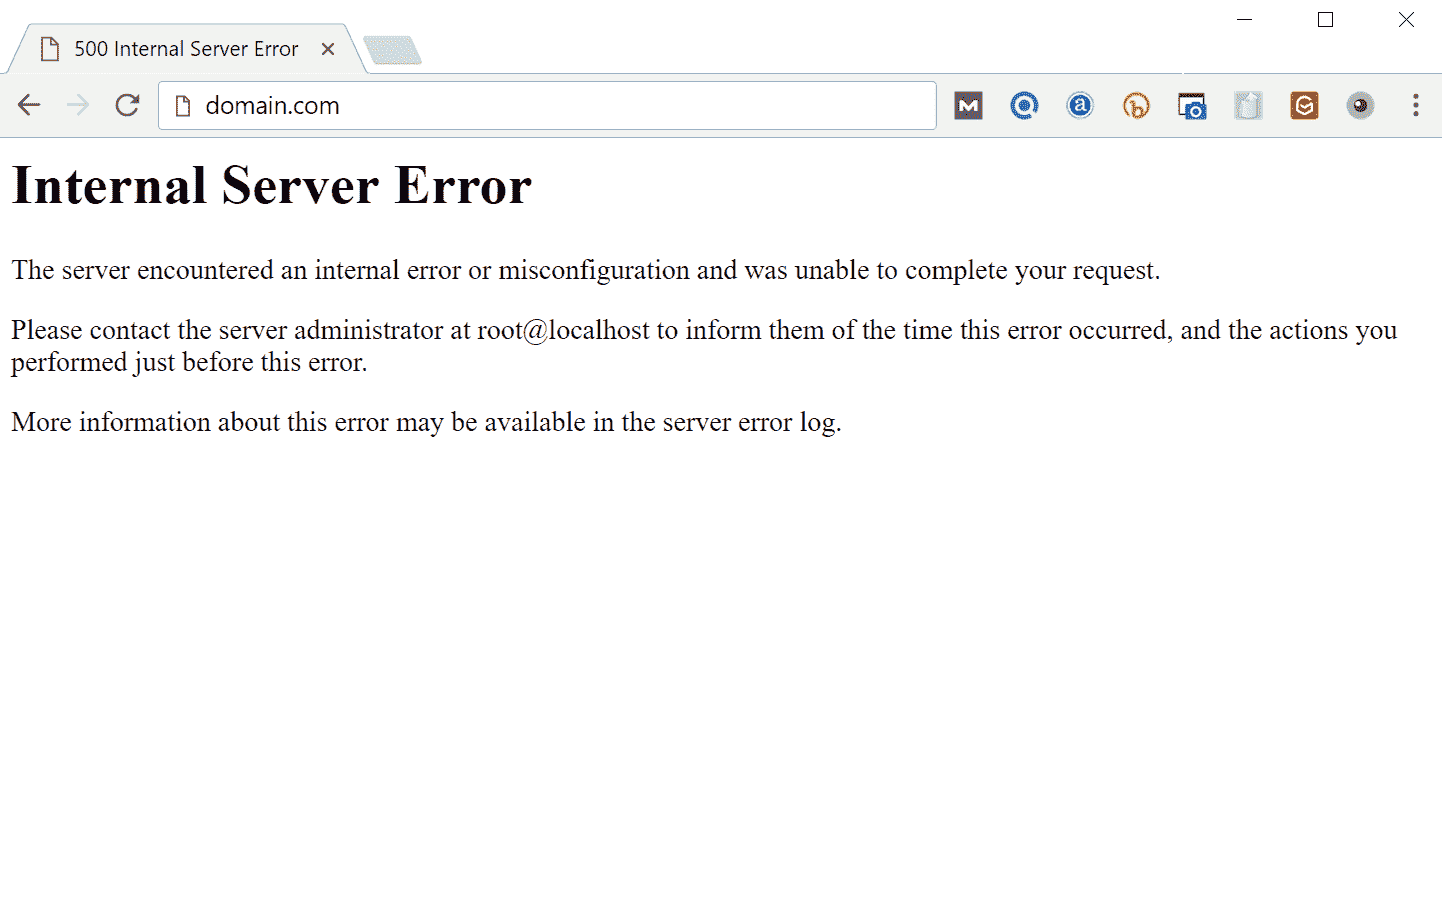 500 Internal Server Error
domain.com
Internal Server Error
The server encountered an internal error or misconfiguration and was unable to complete your request.
Please contact the server administrator at root@localhost to inform them of the time this error occurred, and the actions you
performed just before this error.
More information about this error may be available in the server error log.